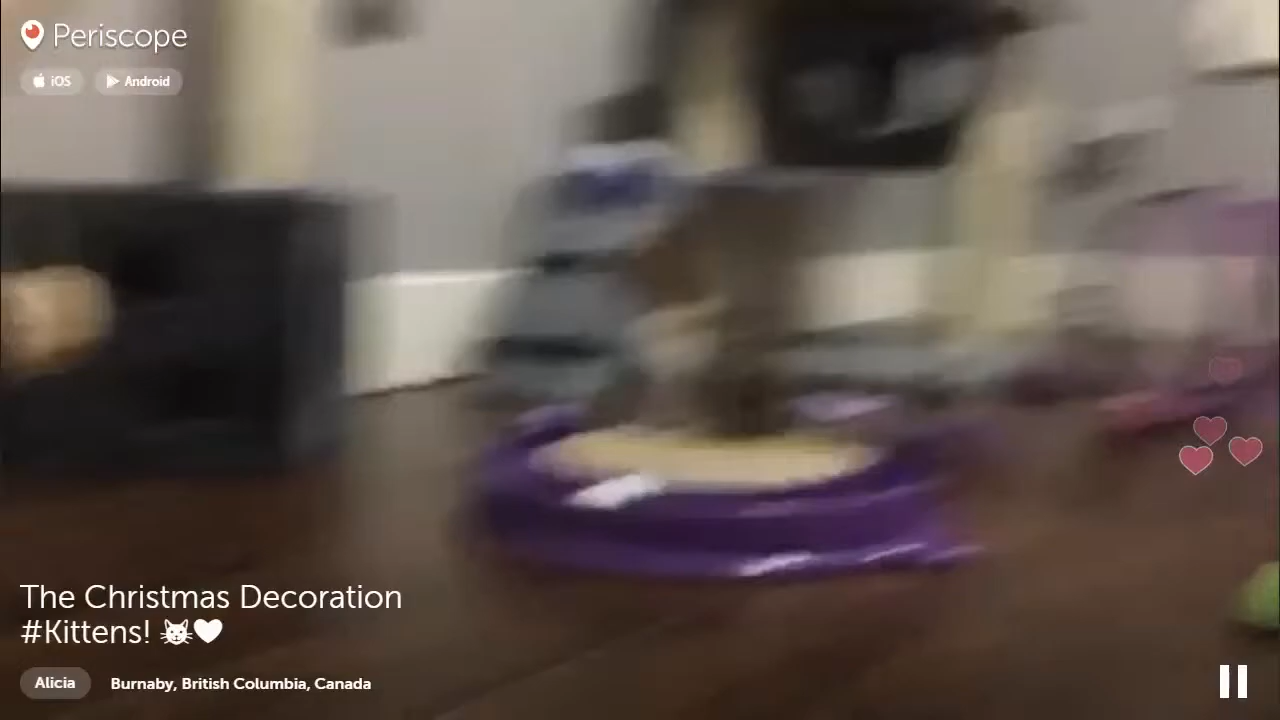 Periscope
iOS Android
The Christmas Decoration
#Kittens! 🐱❤
Alicia Burnaby, British Columbia, Canada